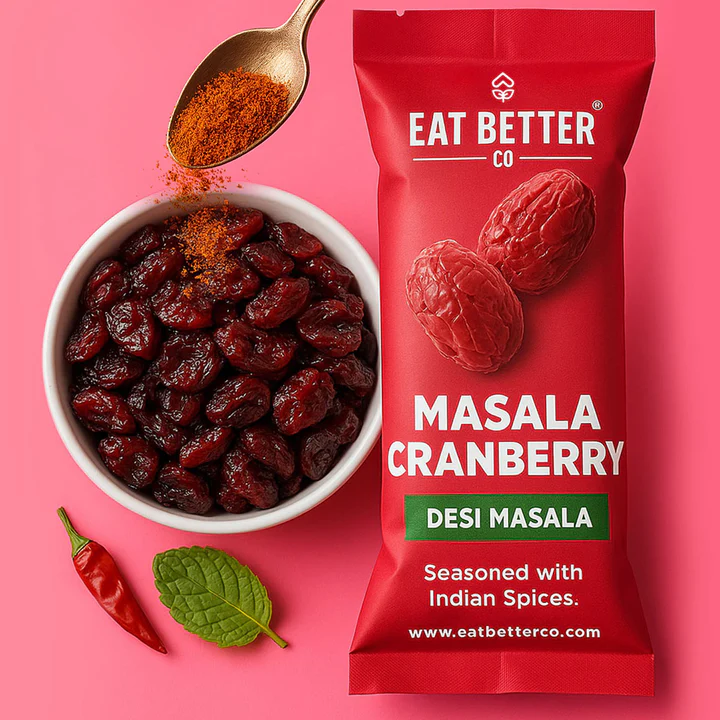 EAT BETTER®
CO
MASALA
CRANBERRY
DESI MASALA
Seasoned with
Indian Spices.
www.eatbetterco.com